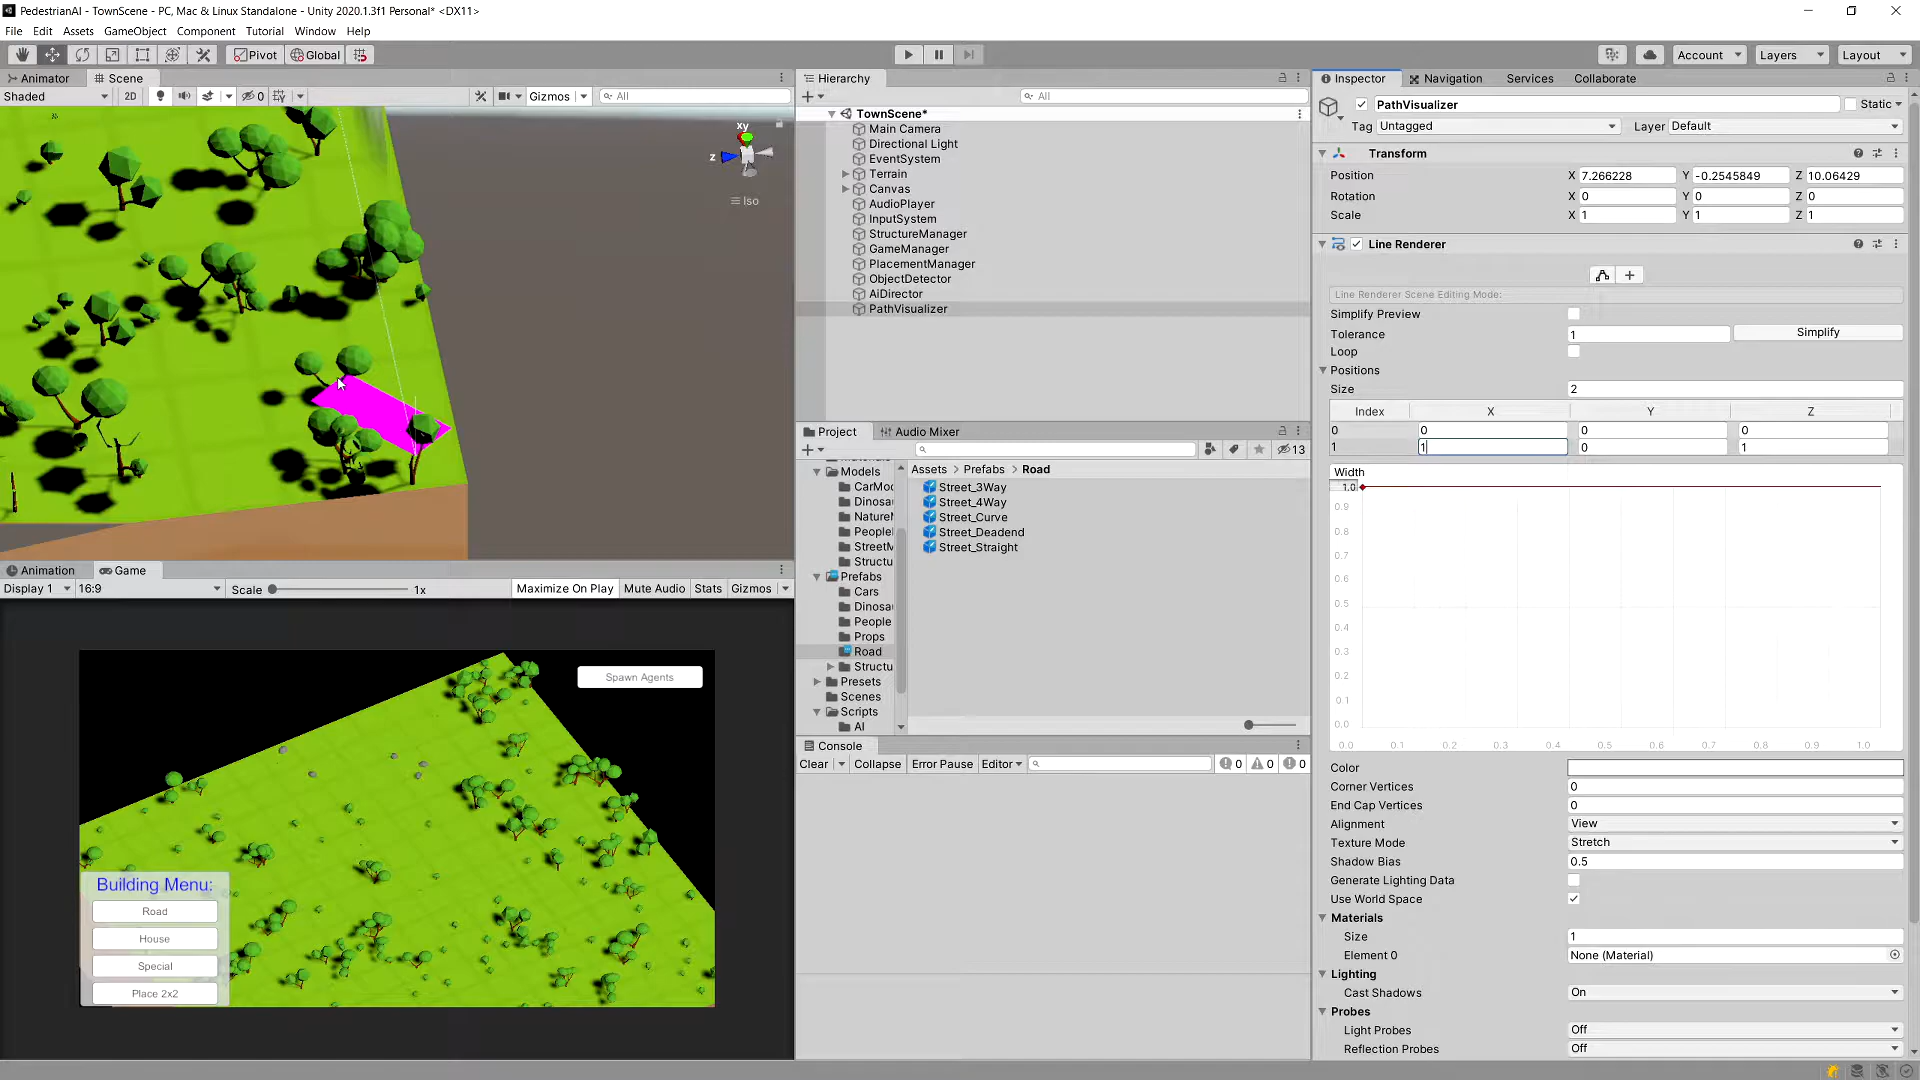 PedestrianAI - TownScene - PC, Mac & Linux Standalone - Unity 2020.1.3f1 Personal* <DX11>
File Edit Assets GameObject Component Tutorial Window Help
Pivot Global Account Layers Layout
Animator Scene
Shaded 2D 0 Gizmos All
xy
z
Iso
Animation Game
Display 1 16:9 Scale 1x Maximize On Play Mute Audio Stats Gizmos
Spawn Agents
Building Menu:
Road
House
Special
Place 2x2
Hierarchy
All
TownScene*
Main Camera
Directional Light
EventSystem
Terrain
Canvas
AudioPlayer
InputSystem
StructureManager
GameManager
PlacementManager
ObjectDetector
AiDirector
PathVisualizer
Project Audio Mixer
13
Models
CarMod
Dinosau
Nature
People
StreetM
Structu
Prefabs
Cars
Dinosau
People
Props
Road
Structu
Presets
Scenes
Scripts
AI
Assets > Prefabs > Road
Street_3Way
Street_4Way
Street_Curve
Street_Deadend
Street_Straight
Console
Clear Collapse Error Pause Editor 0 0 0
Inspector Navigation Services Collaborate
PathVisualizer Static
Tag Untagged Layer Default
Transform
Position X 7.266228 Y -0.2545849 Z 10.06429
Rotation X 0 Y 0 Z 0
Scale X 1 Y 1 Z 1
Line Renderer
Line Renderer Scene Editing Mode:
Simplify Preview
Tolerance 1 Simplify
Loop
Positions
Size 2
Index X Y Z
0 0 0 0
1 1 0 1
Width
1.0
0.9
0.8
0.7
0.6
0.5
0.4
0.3
0.2
0.1
0.0
0.0 0.1 0.2 0.3 0.4 0.5 0.6 0.7 0.8 0.9 1.0
Color
Corner Vertices 0
End Cap Vertices 0
Alignment View
Texture Mode Stretch
Shadow Bias 0.5
Generate Lighting Data
Use World Space
Materials
Size 1
Element 0 None (Material)
Lighting
Cast Shadows On
Probes
Light Probes Off
Reflection Probes Off